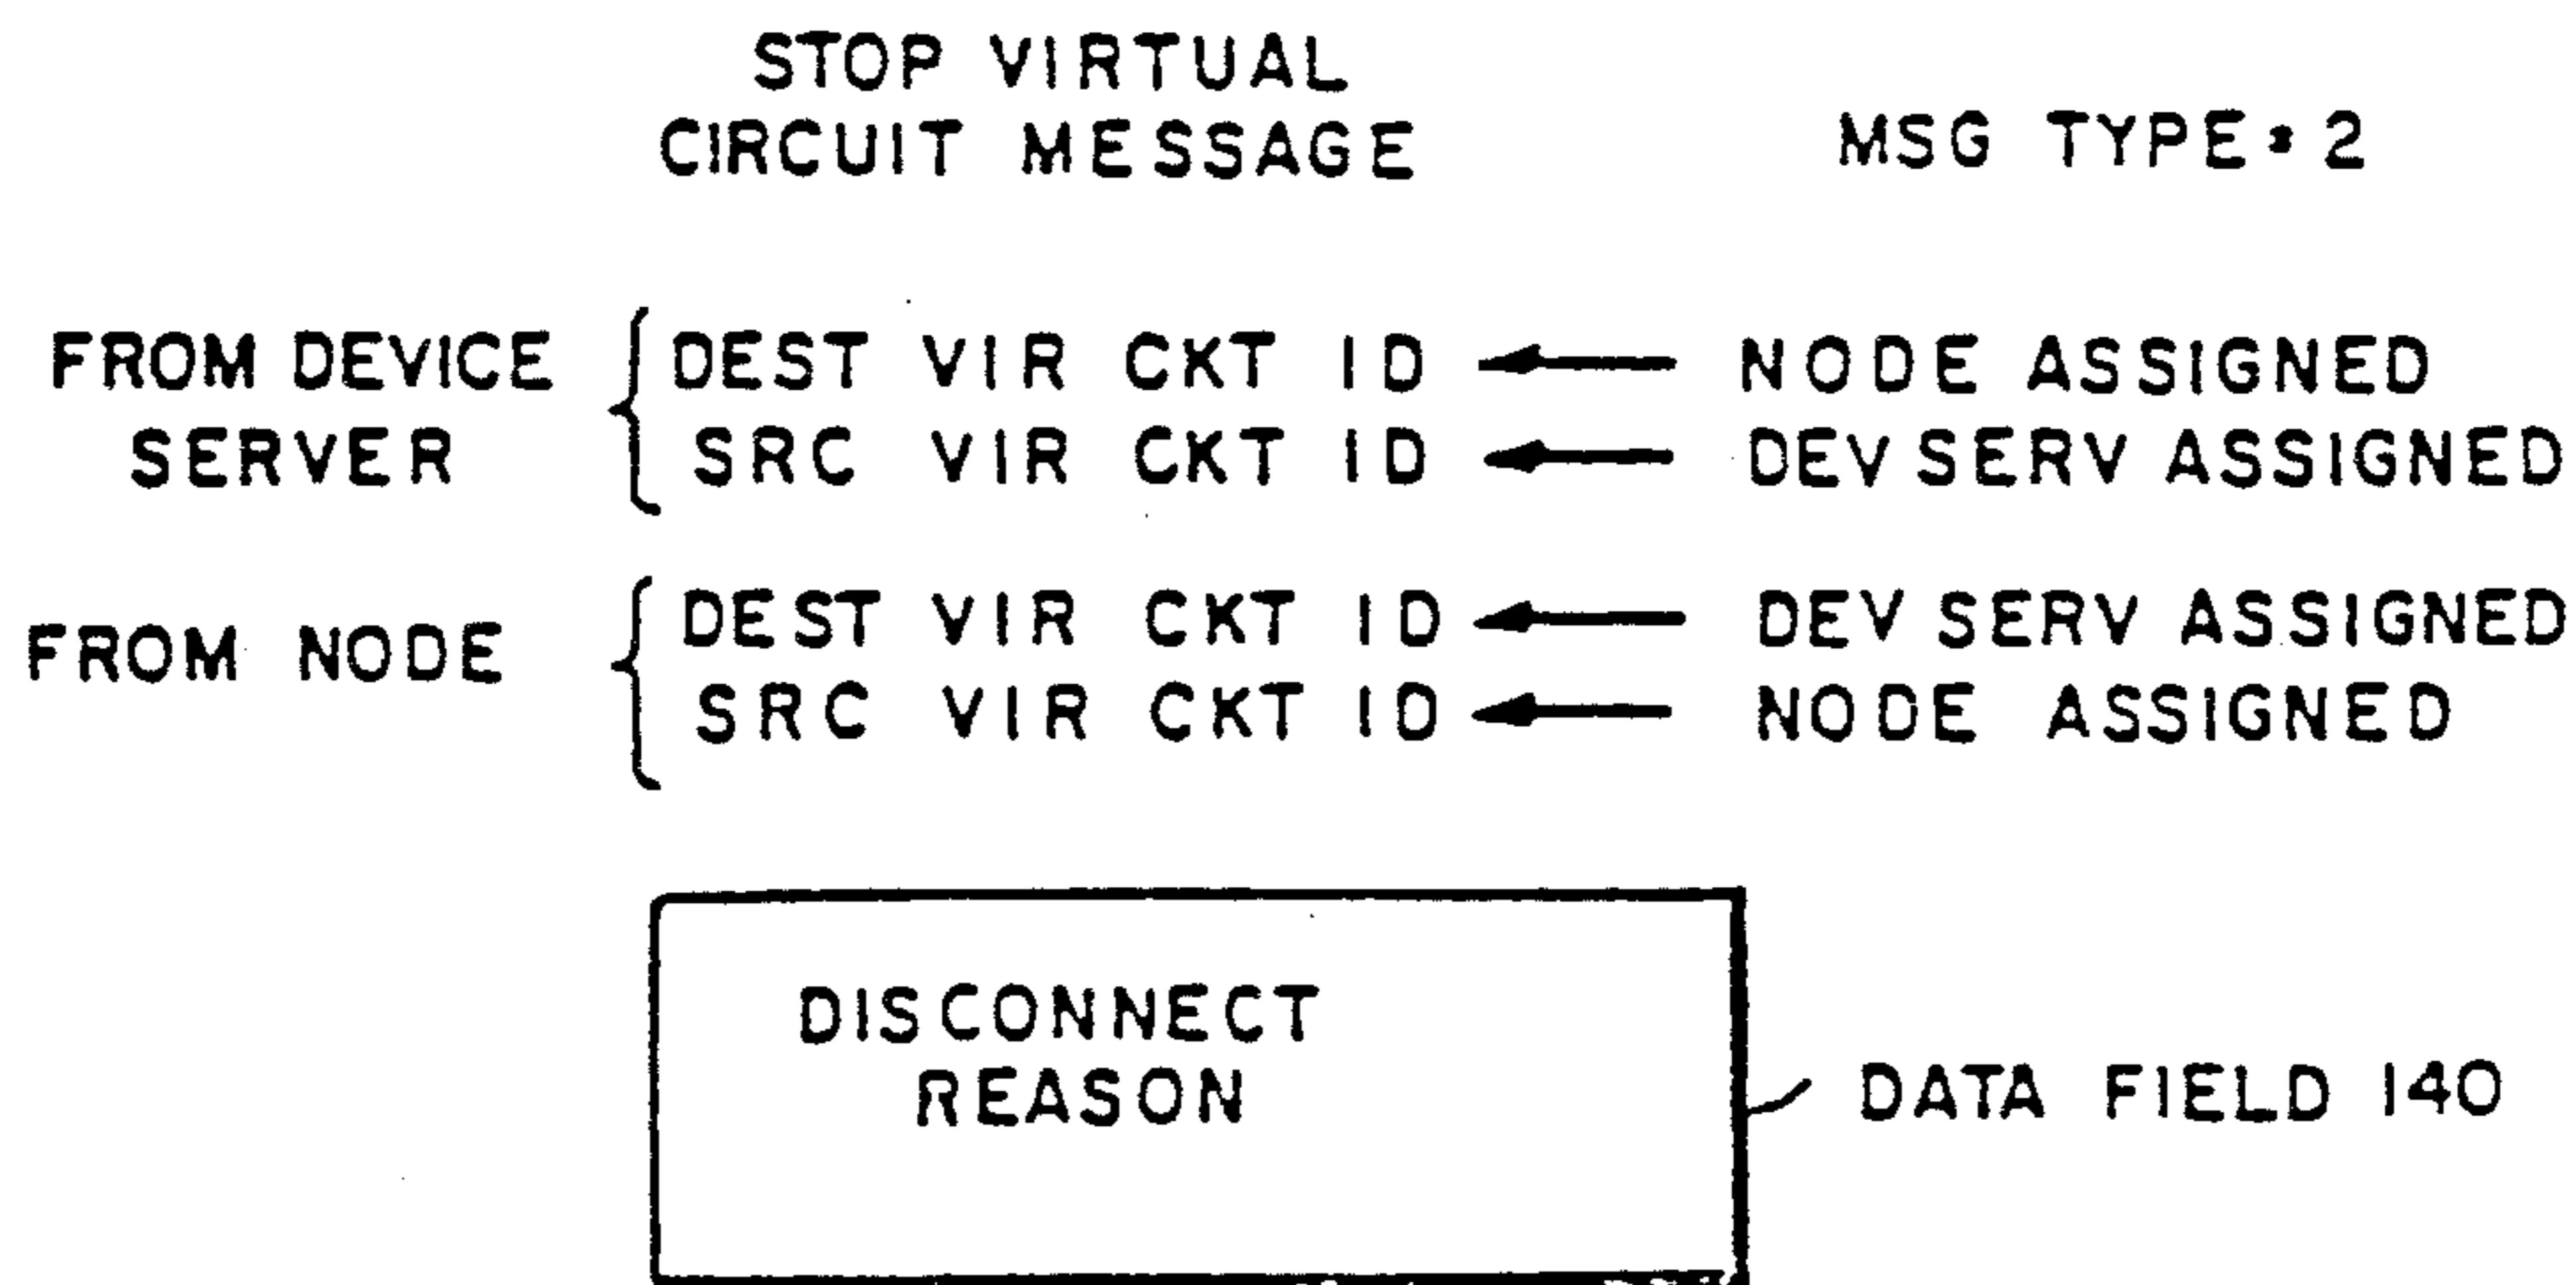 STOP VIRTUAL
CIRCUIT MESSAGE
MSG TYPE = 2
FROM DEVICE
SERVER
DEST VIR CKT ID
NODE ASSIGNED
SRC VIR CKT ID
DEV SERV ASSIGNED
FROM NODE
DEST VIR CKT ID
DEV SERV ASSIGNED
SRC VIR CKT ID
NODE ASSIGNED
DISCONNECT
REASON
DATA FIELD 140